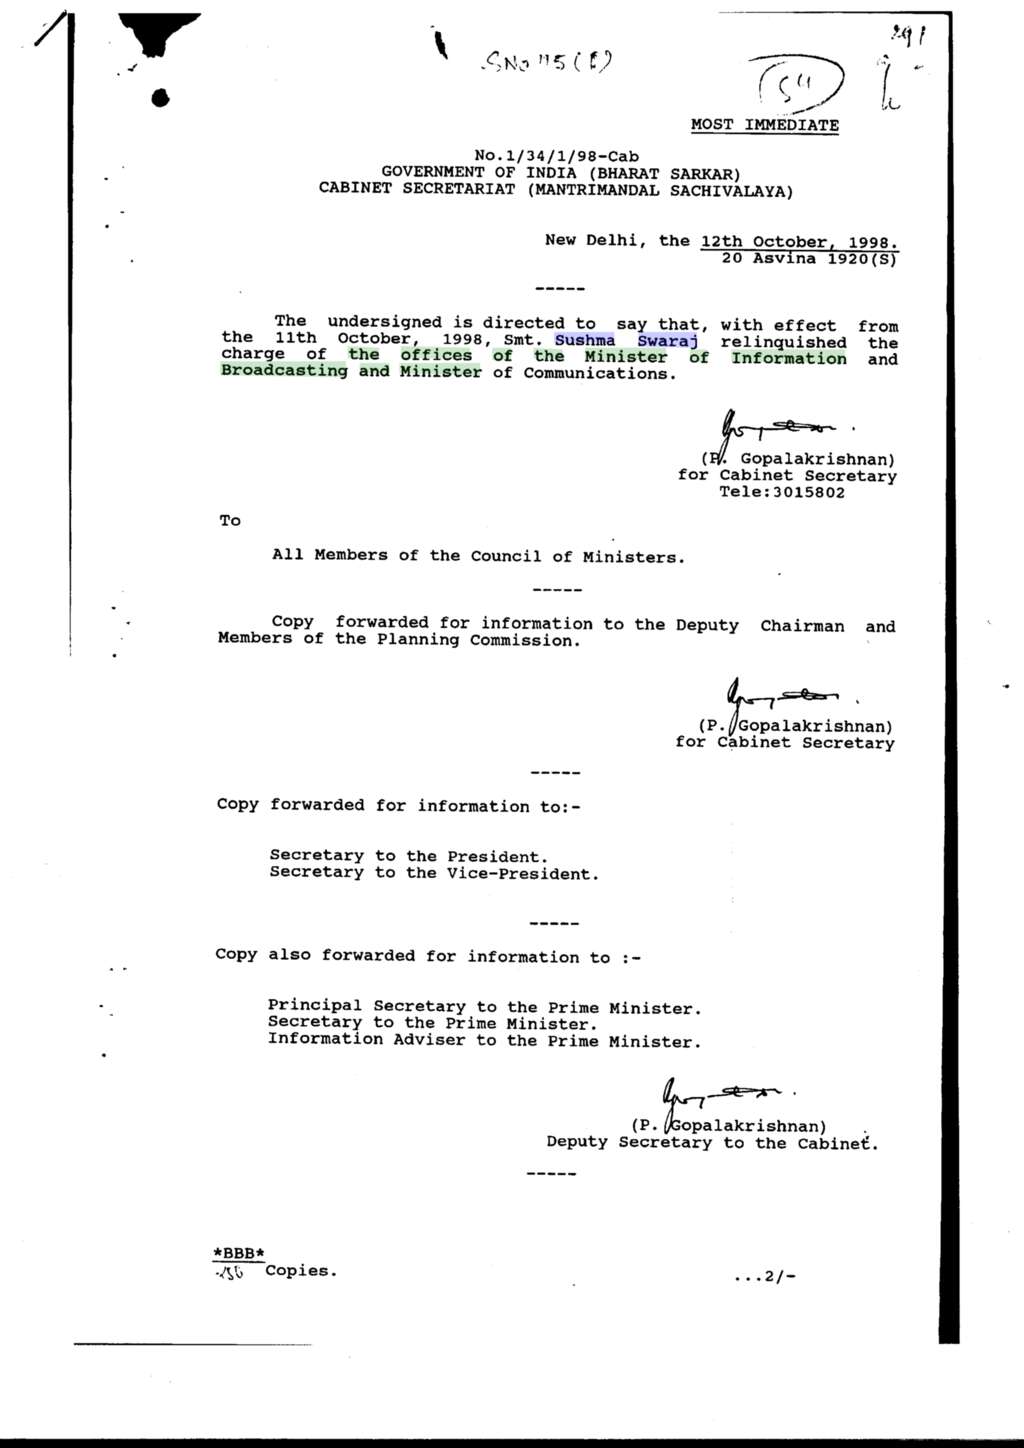 291
SNo 115(E)
54
MOST IMMEDIATE
No.1/34/1/98-Cab
GOVERNMENT OF INDIA (BHARAT SARKAR)
CABINET SECRETARIAT (MANTRIMANDAL SACHIVALAYA)
New Delhi, the 12th October, 1998.
20 Asvina 1920(S)
-----
The undersigned is directed to say that, with effect from
the 11th October, 1998, Smt. Sushma Swaraj relinquished the
charge of the offices of the Minister of Information and
Broadcasting and Minister of Communications.
(P. Gopalakrishnan)
for Cabinet Secretary
Tele:3015802
To
All Members of the Council of Ministers.
-----
Copy forwarded for information to the Deputy Chairman and
Members of the Planning Commission.
(P. Gopalakrishnan)
for Cabinet Secretary
-----
Copy forwarded for information to:-
Secretary to the President.
Secretary to the Vice-President.
-----
Copy also forwarded for information to :-
Principal Secretary to the Prime Minister.
Secretary to the Prime Minister.
Information Adviser to the Prime Minister.
(P. Gopalakrishnan)
Deputy Secretary to the Cabinet.
-----
*BBB*
Copies.
...2/-